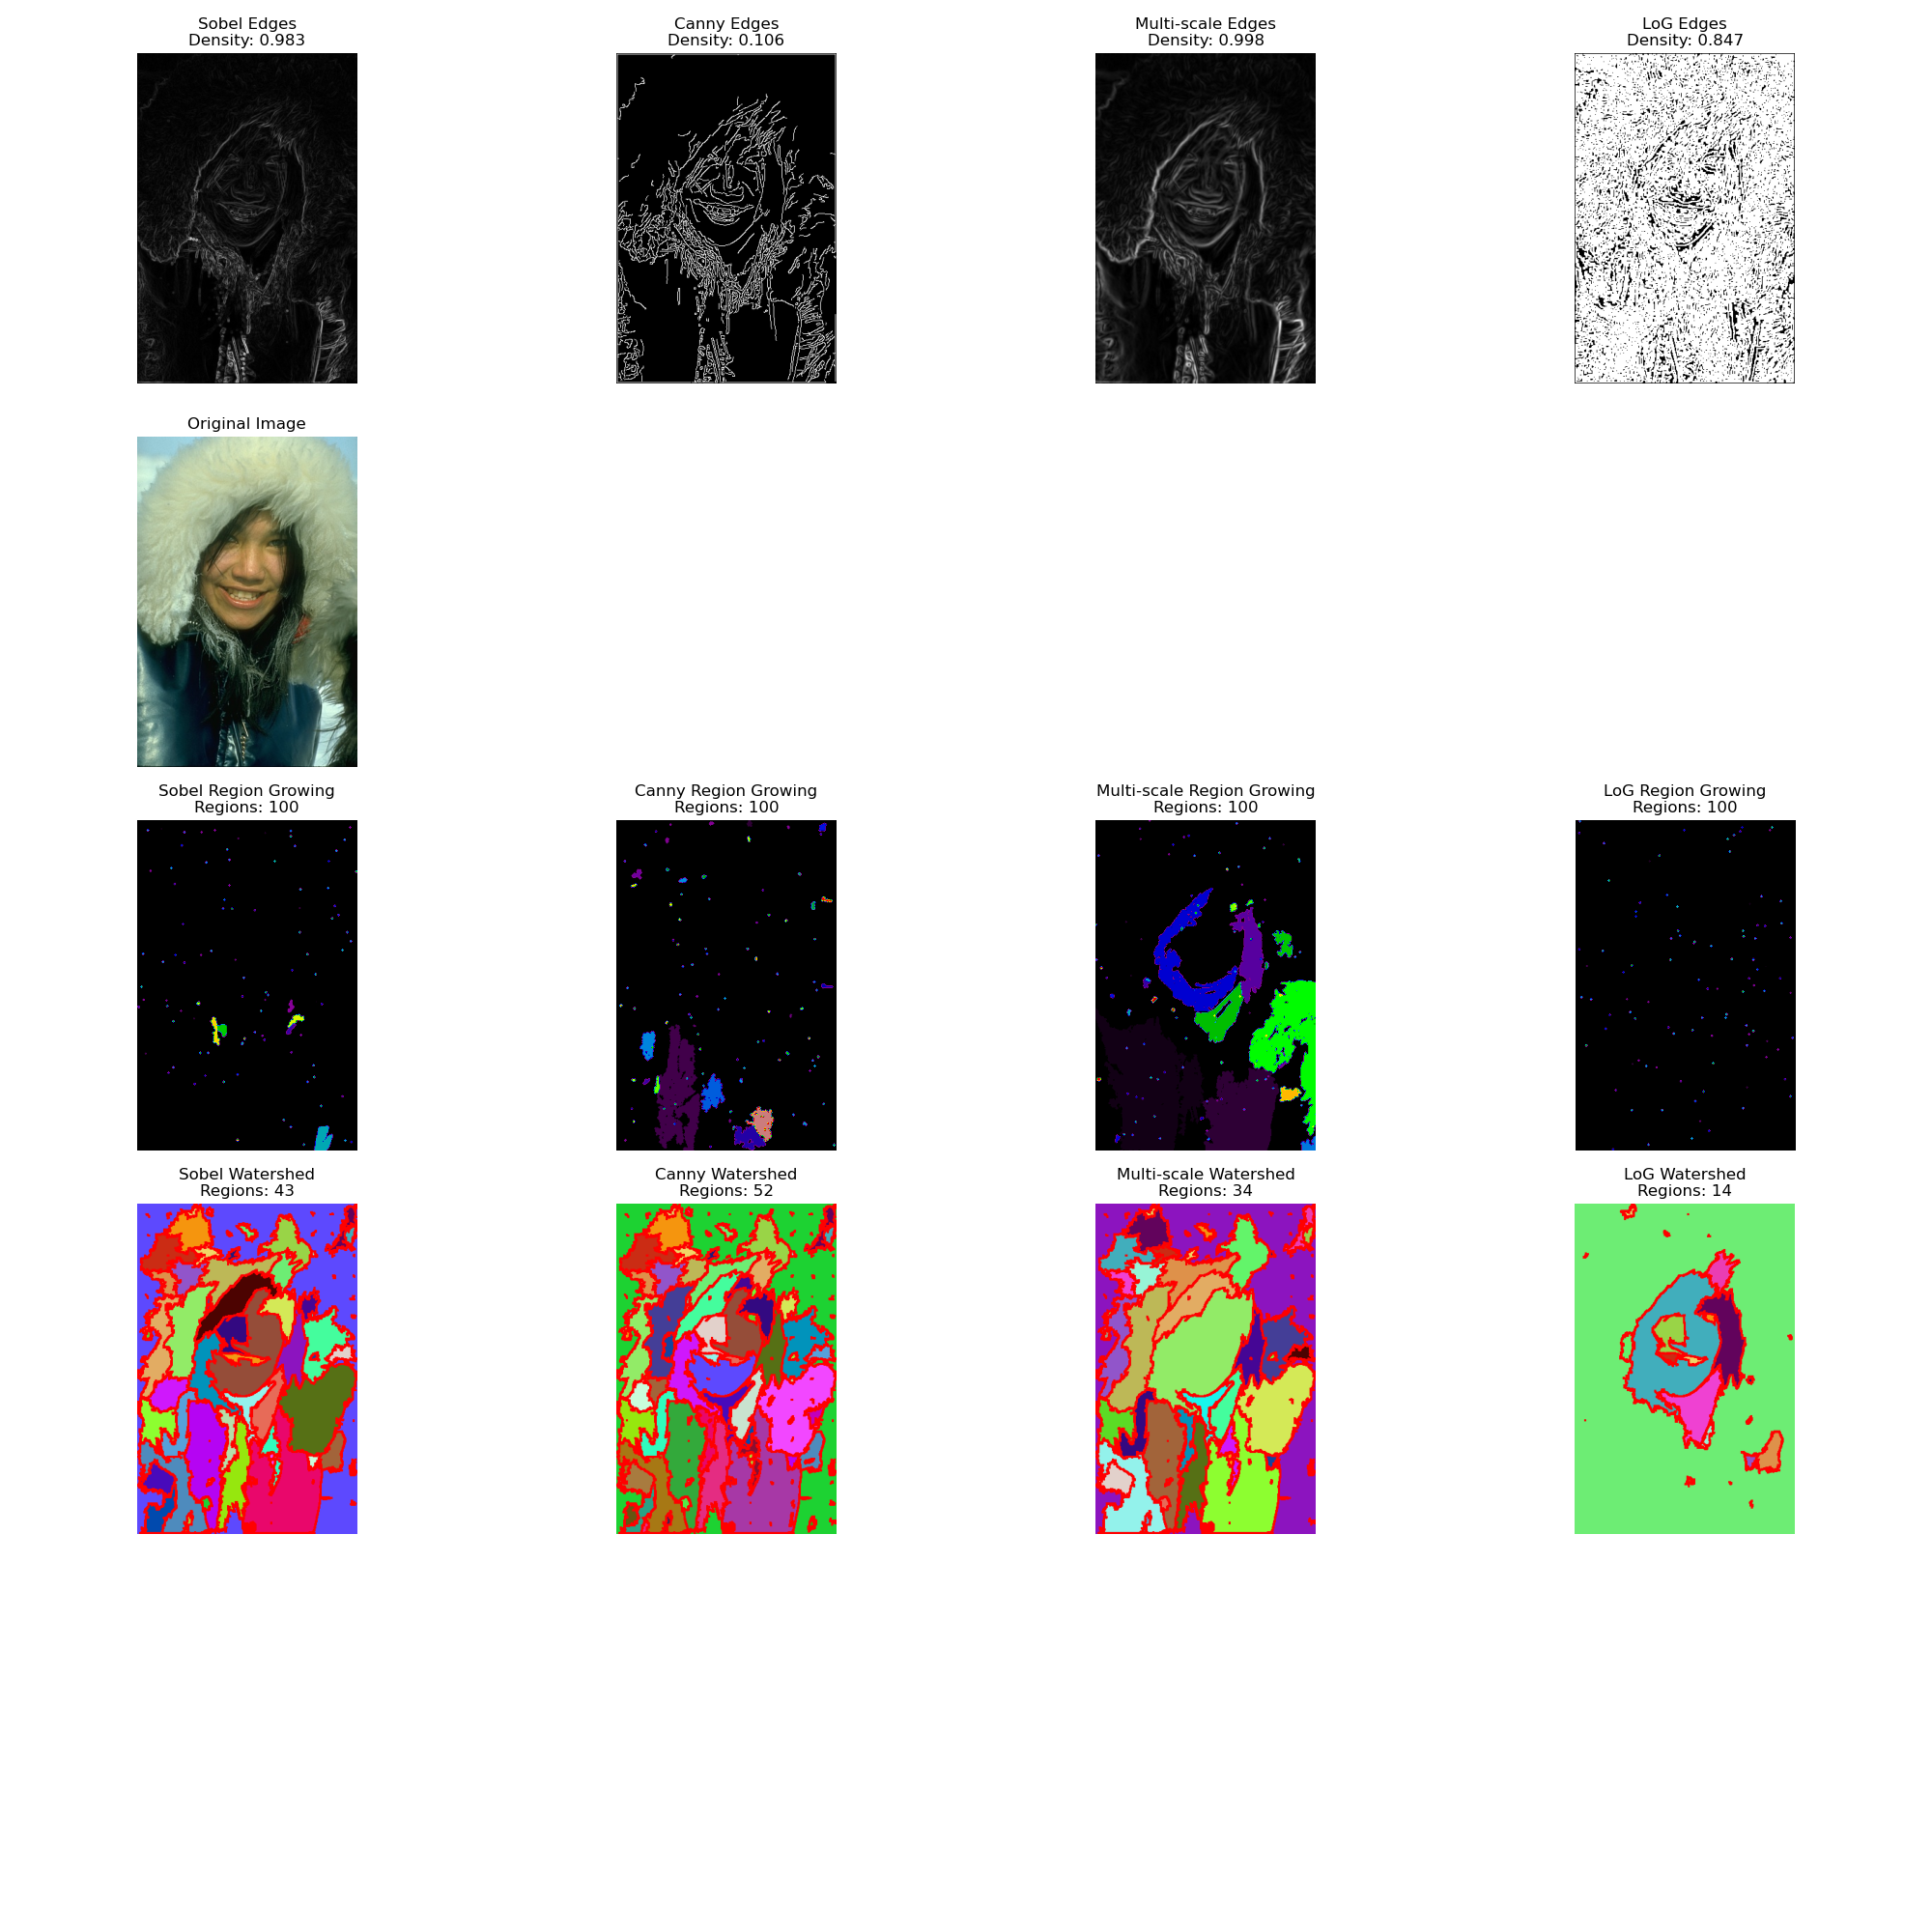 Sobel Edges
Density: 0.983
Canny Edges
Density: 0.106
Multi-scale Edges
Density: 0.998
LoG Edges
Density: 0.847
Original Image
Sobel Region Growing
Regions: 100
Canny Region Growing
Regions: 100
Multi-scale Region Growing
Regions: 100
LoG Region Growing
Regions: 100
Sobel Watershed
Regions: 43
Canny Watershed
Regions: 52
Multi-scale Watershed
Regions: 34
LoG Watershed
Regions: 14